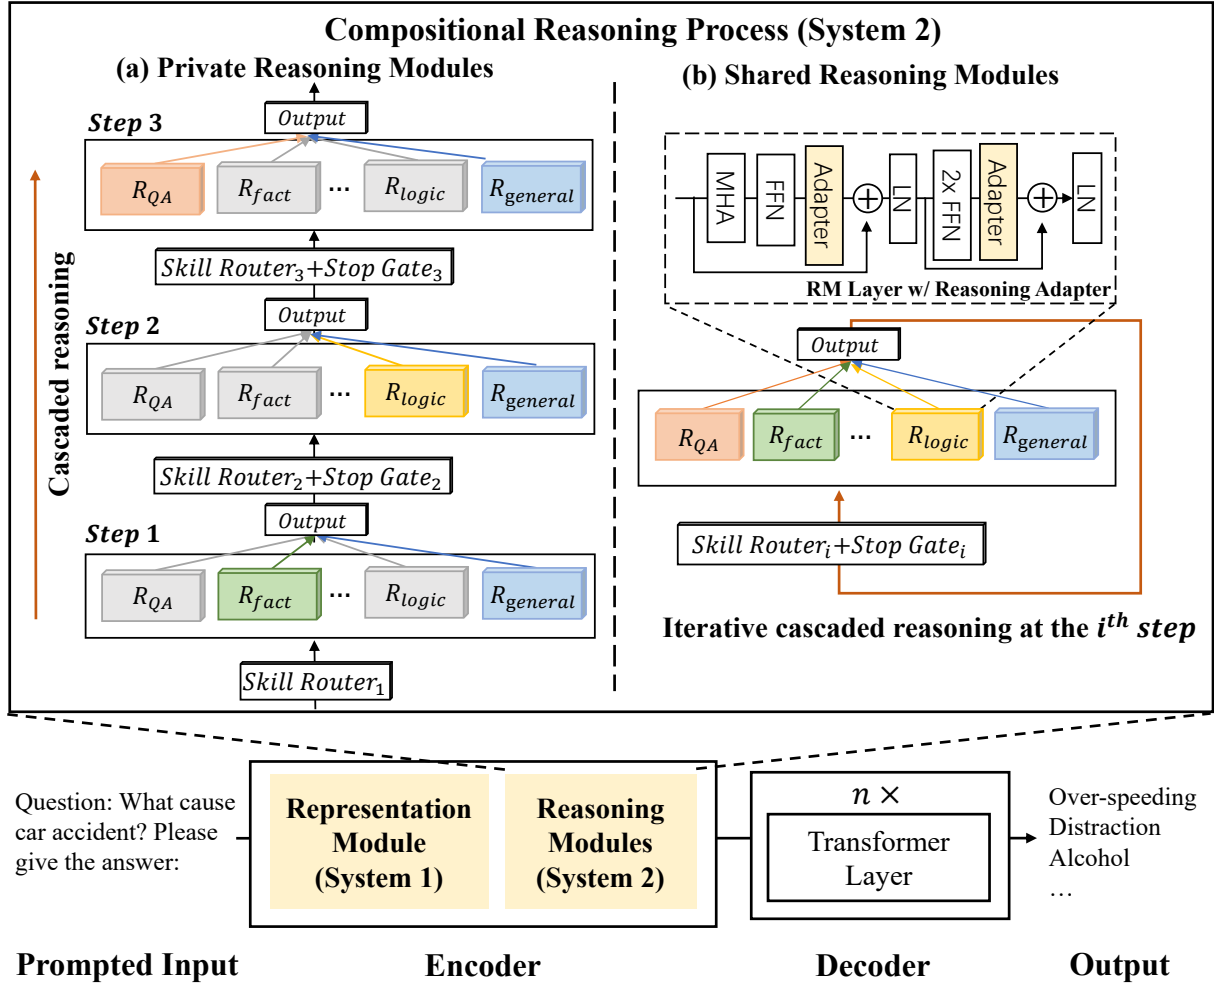 Compositional Reasoning Process (System 2)
(a) Private Reasoning Modules
Step 3
Output
R_QA
R_fact
...
R_logic
R_general
Skill Router_3+Stop Gate_3
Step 2
Output
R_QA
R_fact
...
R_logic
R_general
Skill Router_2+Stop Gate_2
Step 1
Output
R_QA
R_fact
...
R_logic
R_general
Skill Router_1
Cascaded reasoning
(b) Shared Reasoning Modules
MHA
FFN
Adapter
LN
2x FFN
Adapter
LN
RM Layer w/ Reasoning Adapter
Output
R_QA
R_fact
...
R_logic
R_general
Skill Router_i+Stop Gate_i
Iterative cascaded reasoning at the i^th step
Question: What cause
car accident? Please
give the answer:
Representation
Module
(System 1)
Reasoning
Modules
(System 2)
n ×
Transformer
Layer
Over-speeding
Distraction
Alcohol
…
Prompted Input
Encoder
Decoder
Output